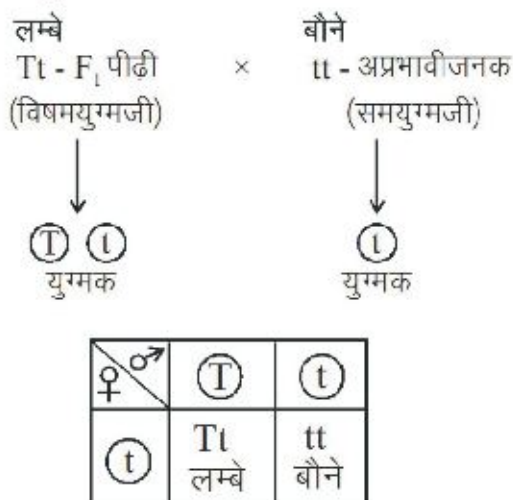 लम्बे बौने
Tt - F₁ पीढ़ी × tt - अप्रभावीजनक
(विषमयुग्मजी) (समयुग्मजी)
T t t
युग्मक युग्मक
♀ ♂ T t
t Tt tt
लम्बे बौने